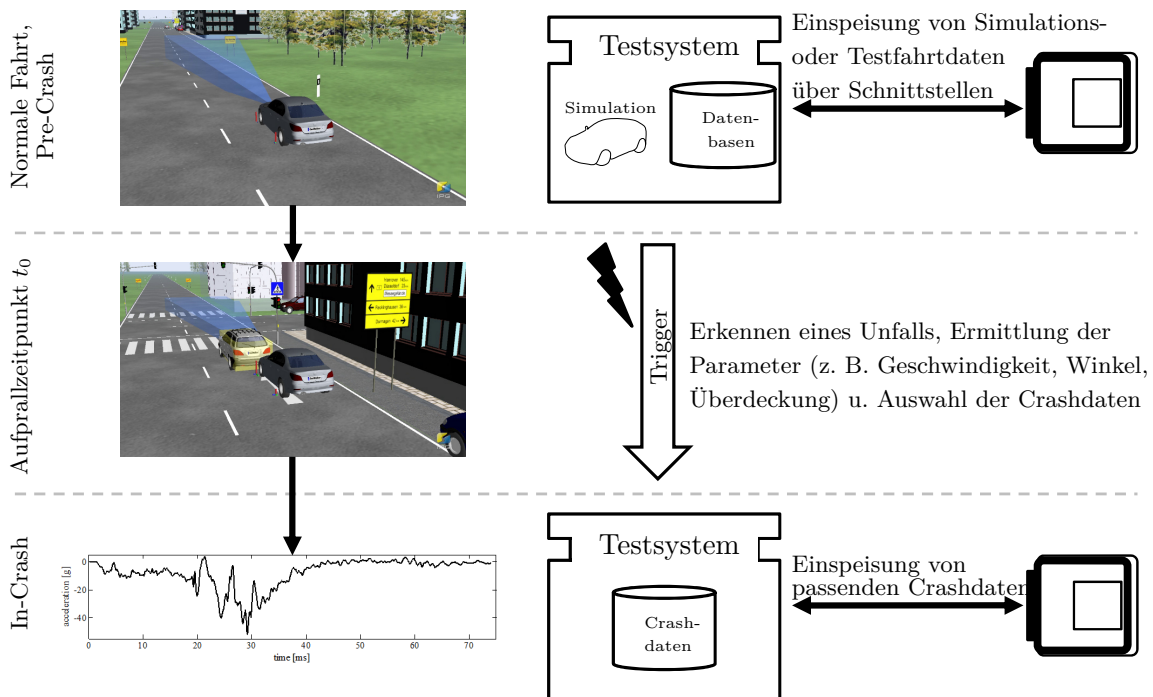 Normale Fahrt,
Pre-Crash
Testsystem
Simulation
Daten-
basen
Einspeisung von Simulations-
oder Testfahrtdaten
über Schnittstellen
IPG
Aufprallzeitpunkt t0
Trigger
Erkennen eines Unfalls, Ermittlung der
Parameter (z. B. Geschwindigkeit, Winkel,
Überdeckung) u. Auswahl der Crashdaten
In-Crash
acceleration [g]
0
-20
-40
0 10 20 30 40 50 60 70
time [ms]
Testsystem
Crash-
daten
Einspeisung von
passenden Crashdaten